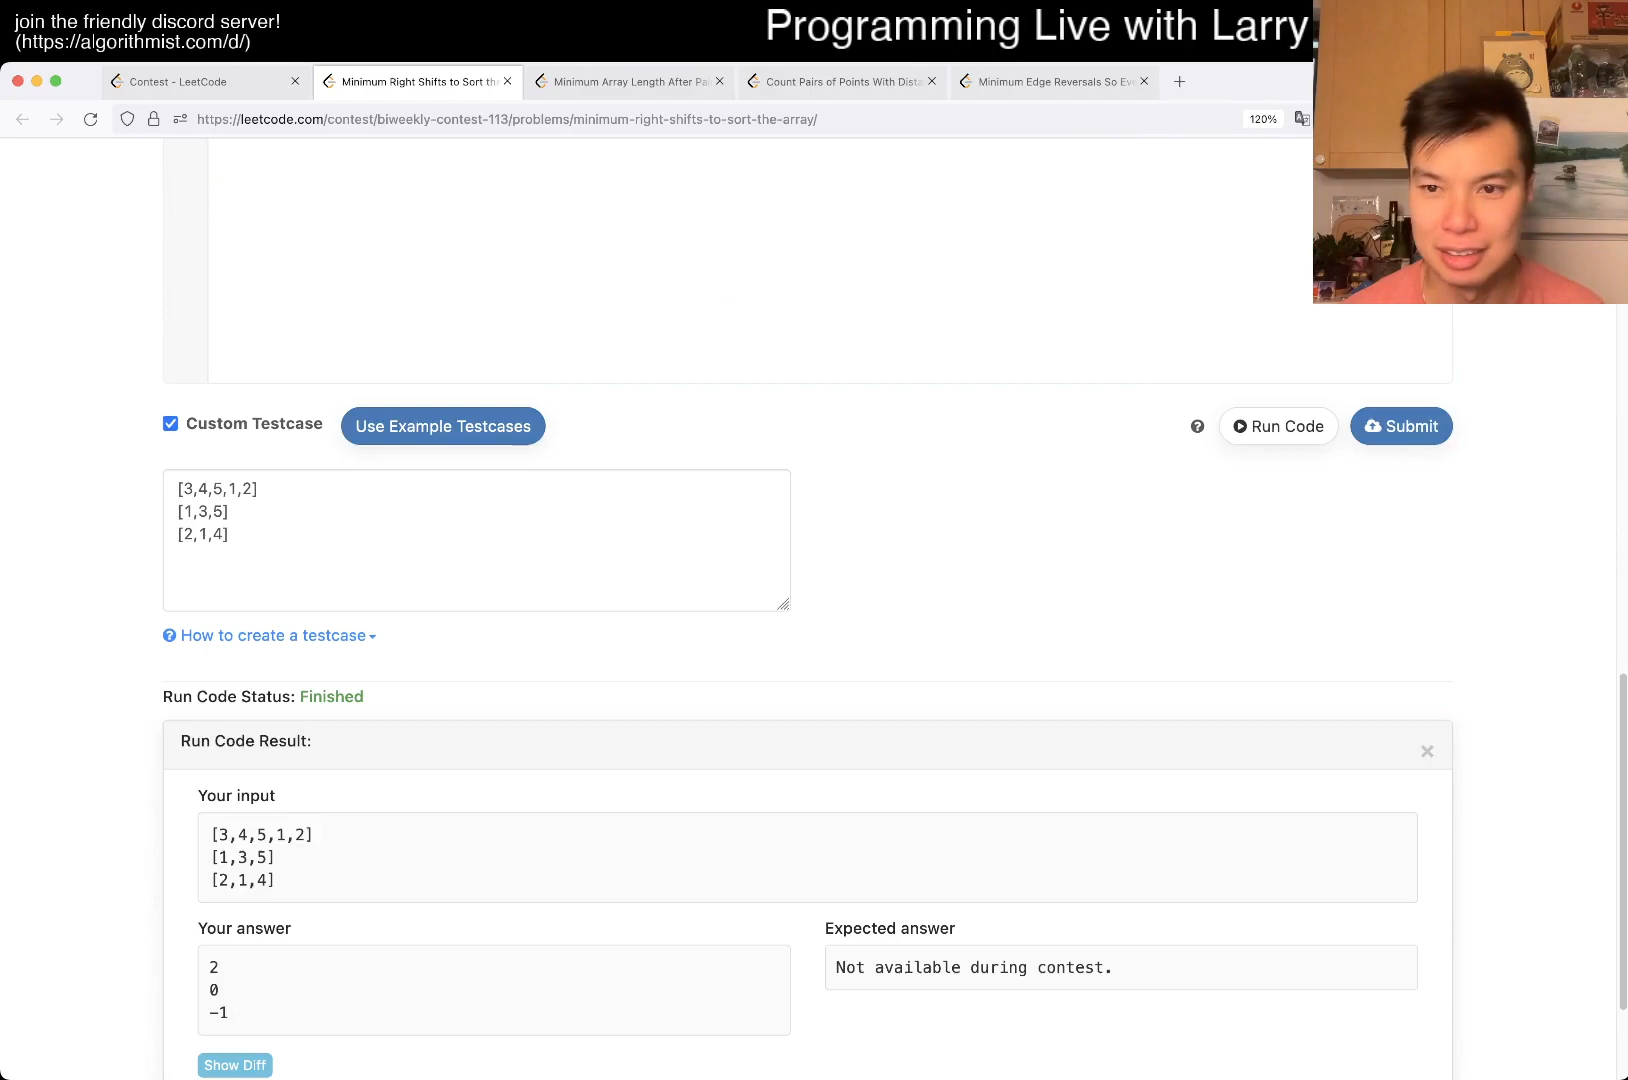 join the friendly discord server!
(https://algorithmist.com/d/)
Programming Live with Larry
Contest - LeetCode
Minimum Right Shifts to Sort the
Minimum Array Length After Pai
Count Pairs of Points With Dista
Minimum Edge Reversals So Eve
https://leetcode.com/contest/biweekly-contest-113/problems/minimum-right-shifts-to-sort-the-array/
120%
Custom Testcase
Use Example Testcases
Run Code
Submit
[3,4,5,1,2]
[1,3,5]
[2,1,4]
How to create a testcase
Run Code Status: Finished
Run Code Result:
Your input
[3,4,5,1,2]
[1,3,5]
[2,1,4]
Your answer
Expected answer
2
0
-1
Not available during contest.
Show Diff